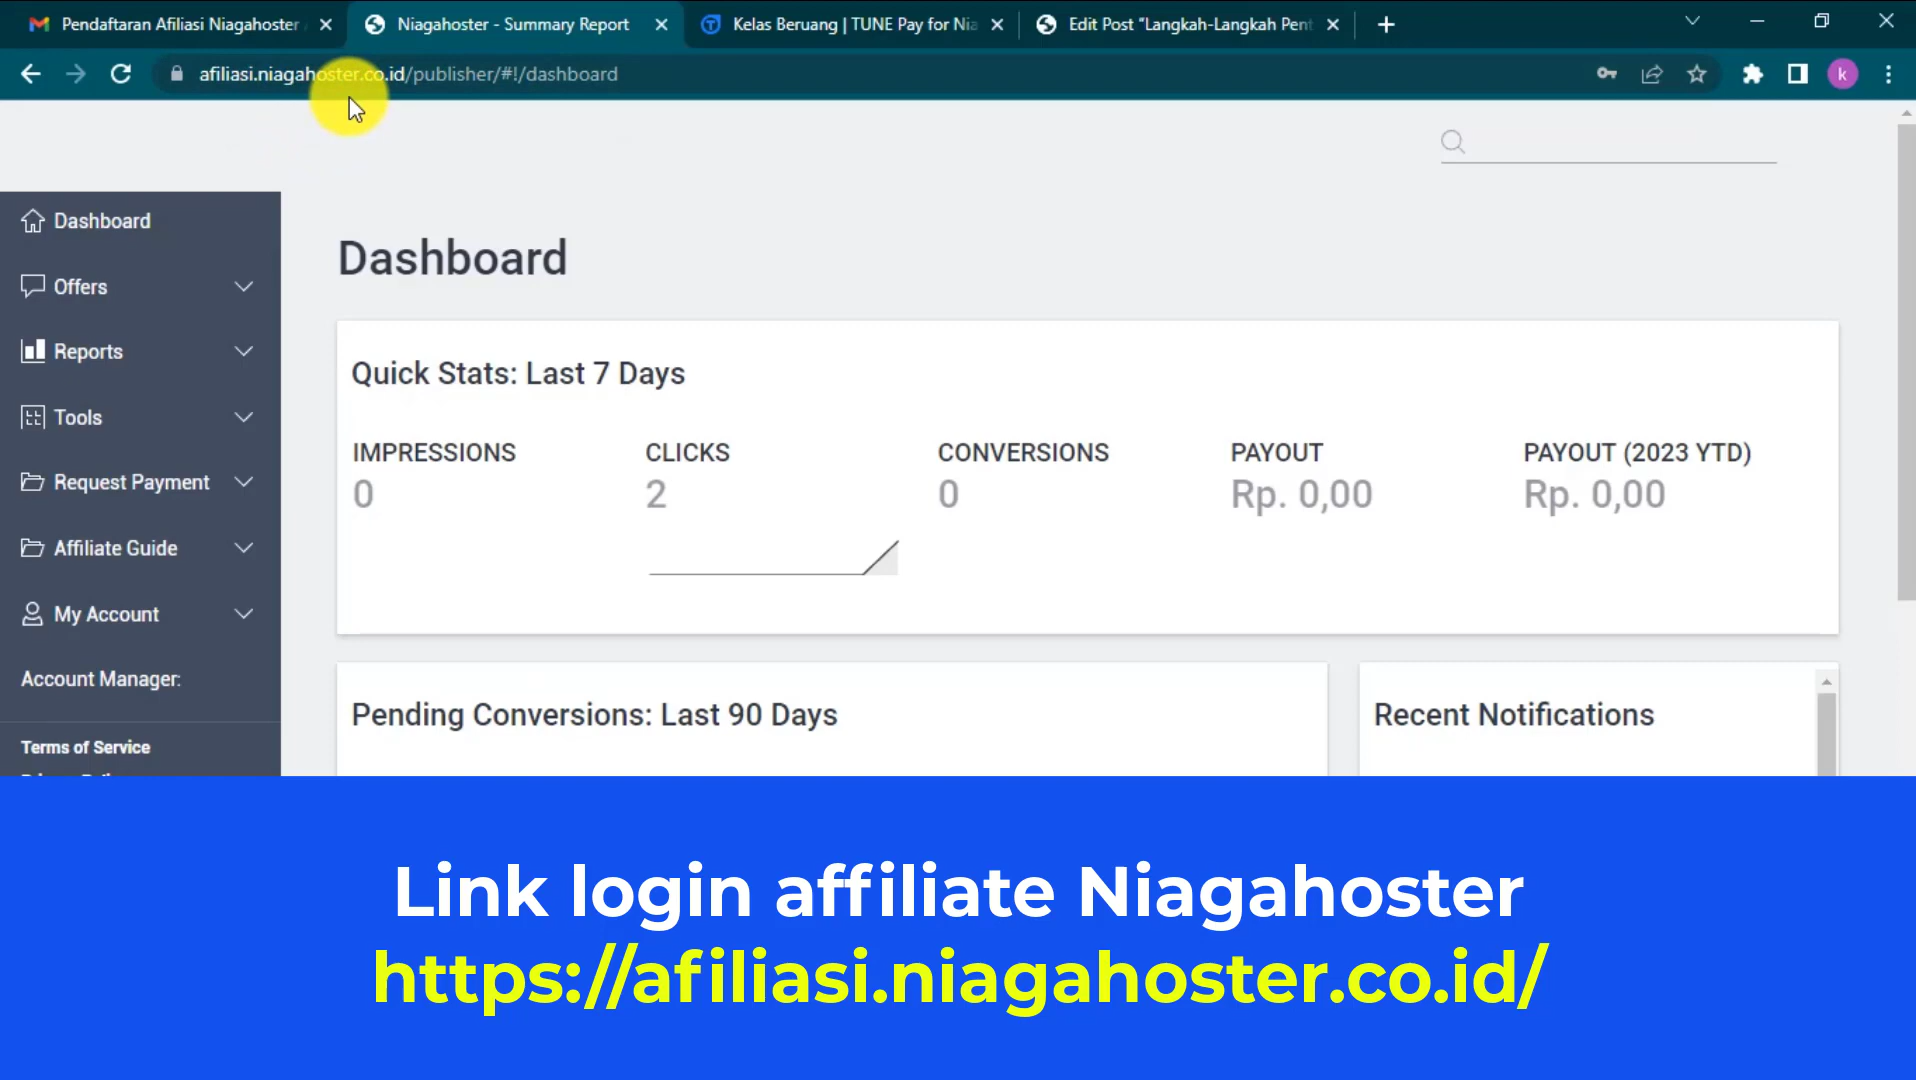 Pendaftaran Afiliasi Niagahoster
Niagahoster - Summary Report
Kelas Beruang | TUNE Pay for Nia
Edit Post "Langkah-Langkah Pent
afiliasi.niagahoster.co.id/publisher/#!/dashboard
k
Dashboard
Offers
Reports
Tools
Request Payment
Affiliate Guide
My Account
Account Manager:
Terms of Service
Dashboard
Quick Stats: Last 7 Days
IMPRESSIONS
0
CLICKS
2
CONVERSIONS
0
PAYOUT
Rp. 0,00
PAYOUT (2023 YTD)
Rp. 0,00
Pending Conversions: Last 90 Days
Recent Notifications
Link login affiliate Niagahoster
https://afiliasi.niagahoster.co.id/